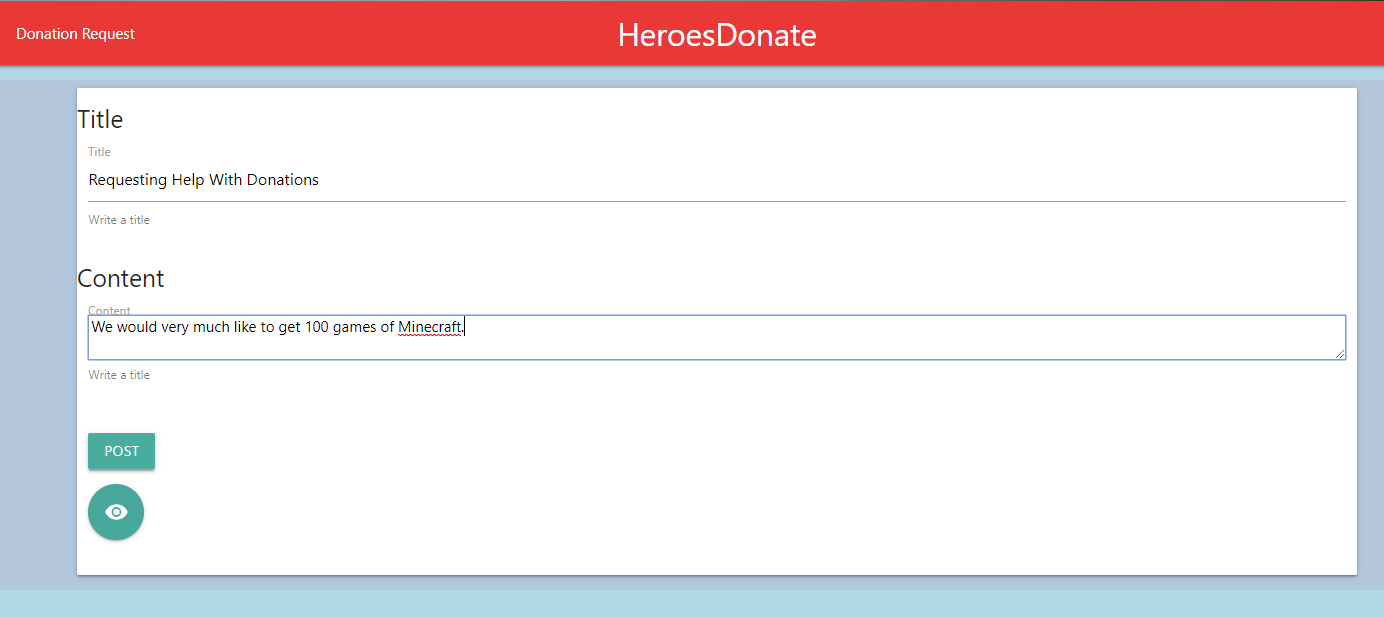 Donation Request
HeroesDonate
Title
Title
Requesting Help With Donations
Write a title
Content
Content
We would very much like to get 100 games of Minecraft.
Write a title
POST